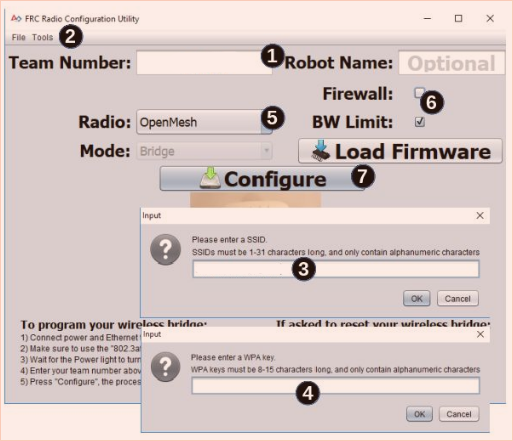 FRC Radio Configuration Utility
File Tools 2
Team Number: 1 Robot Name: Optional
Firewall:
6
Radio: OpenMesh 5 BW Limit:
Mode: Bridge Load Firmware
Configure 7
Input
Please enter a SSID.
SSIDs must be 1-31 characters long, and only contain alphanumeric characters
3
OK Cancel
To program your wireless bridge: If asked to reset your wireless bridge:
1) Connect power and Ethernet
2) Make sure to use the "802.3a
3) Wait for the Power light to turn
4) Enter your team number abov
5) Press "Configure", the proces
Input
Please enter a WPA key.
WPA keys must be 8-15 characters long, and only contain alphanumeric characters
4
OK Cancel